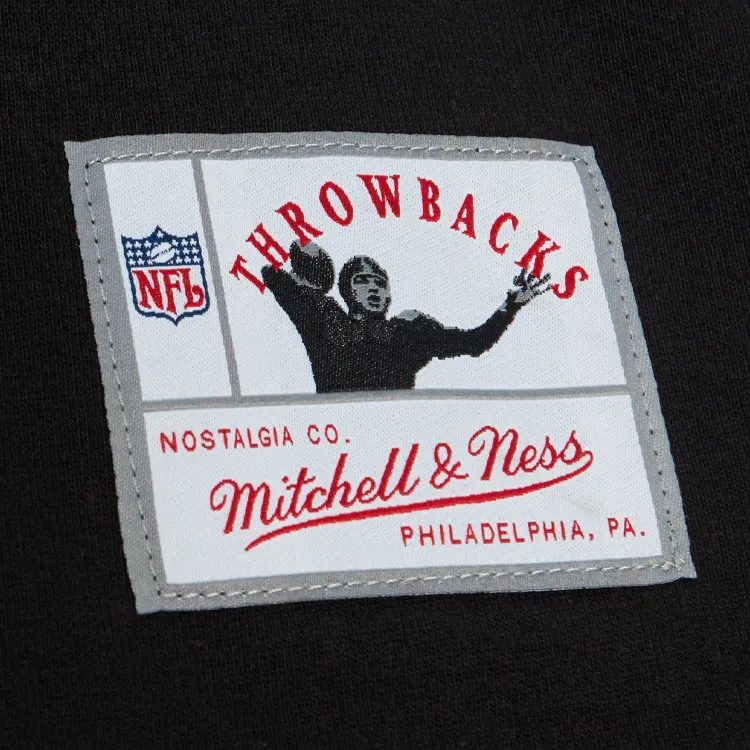 THROWBACKS
NFL
NOSTALGIA CO.
Mitchell & Ness
PHILADELPHIA, PA.